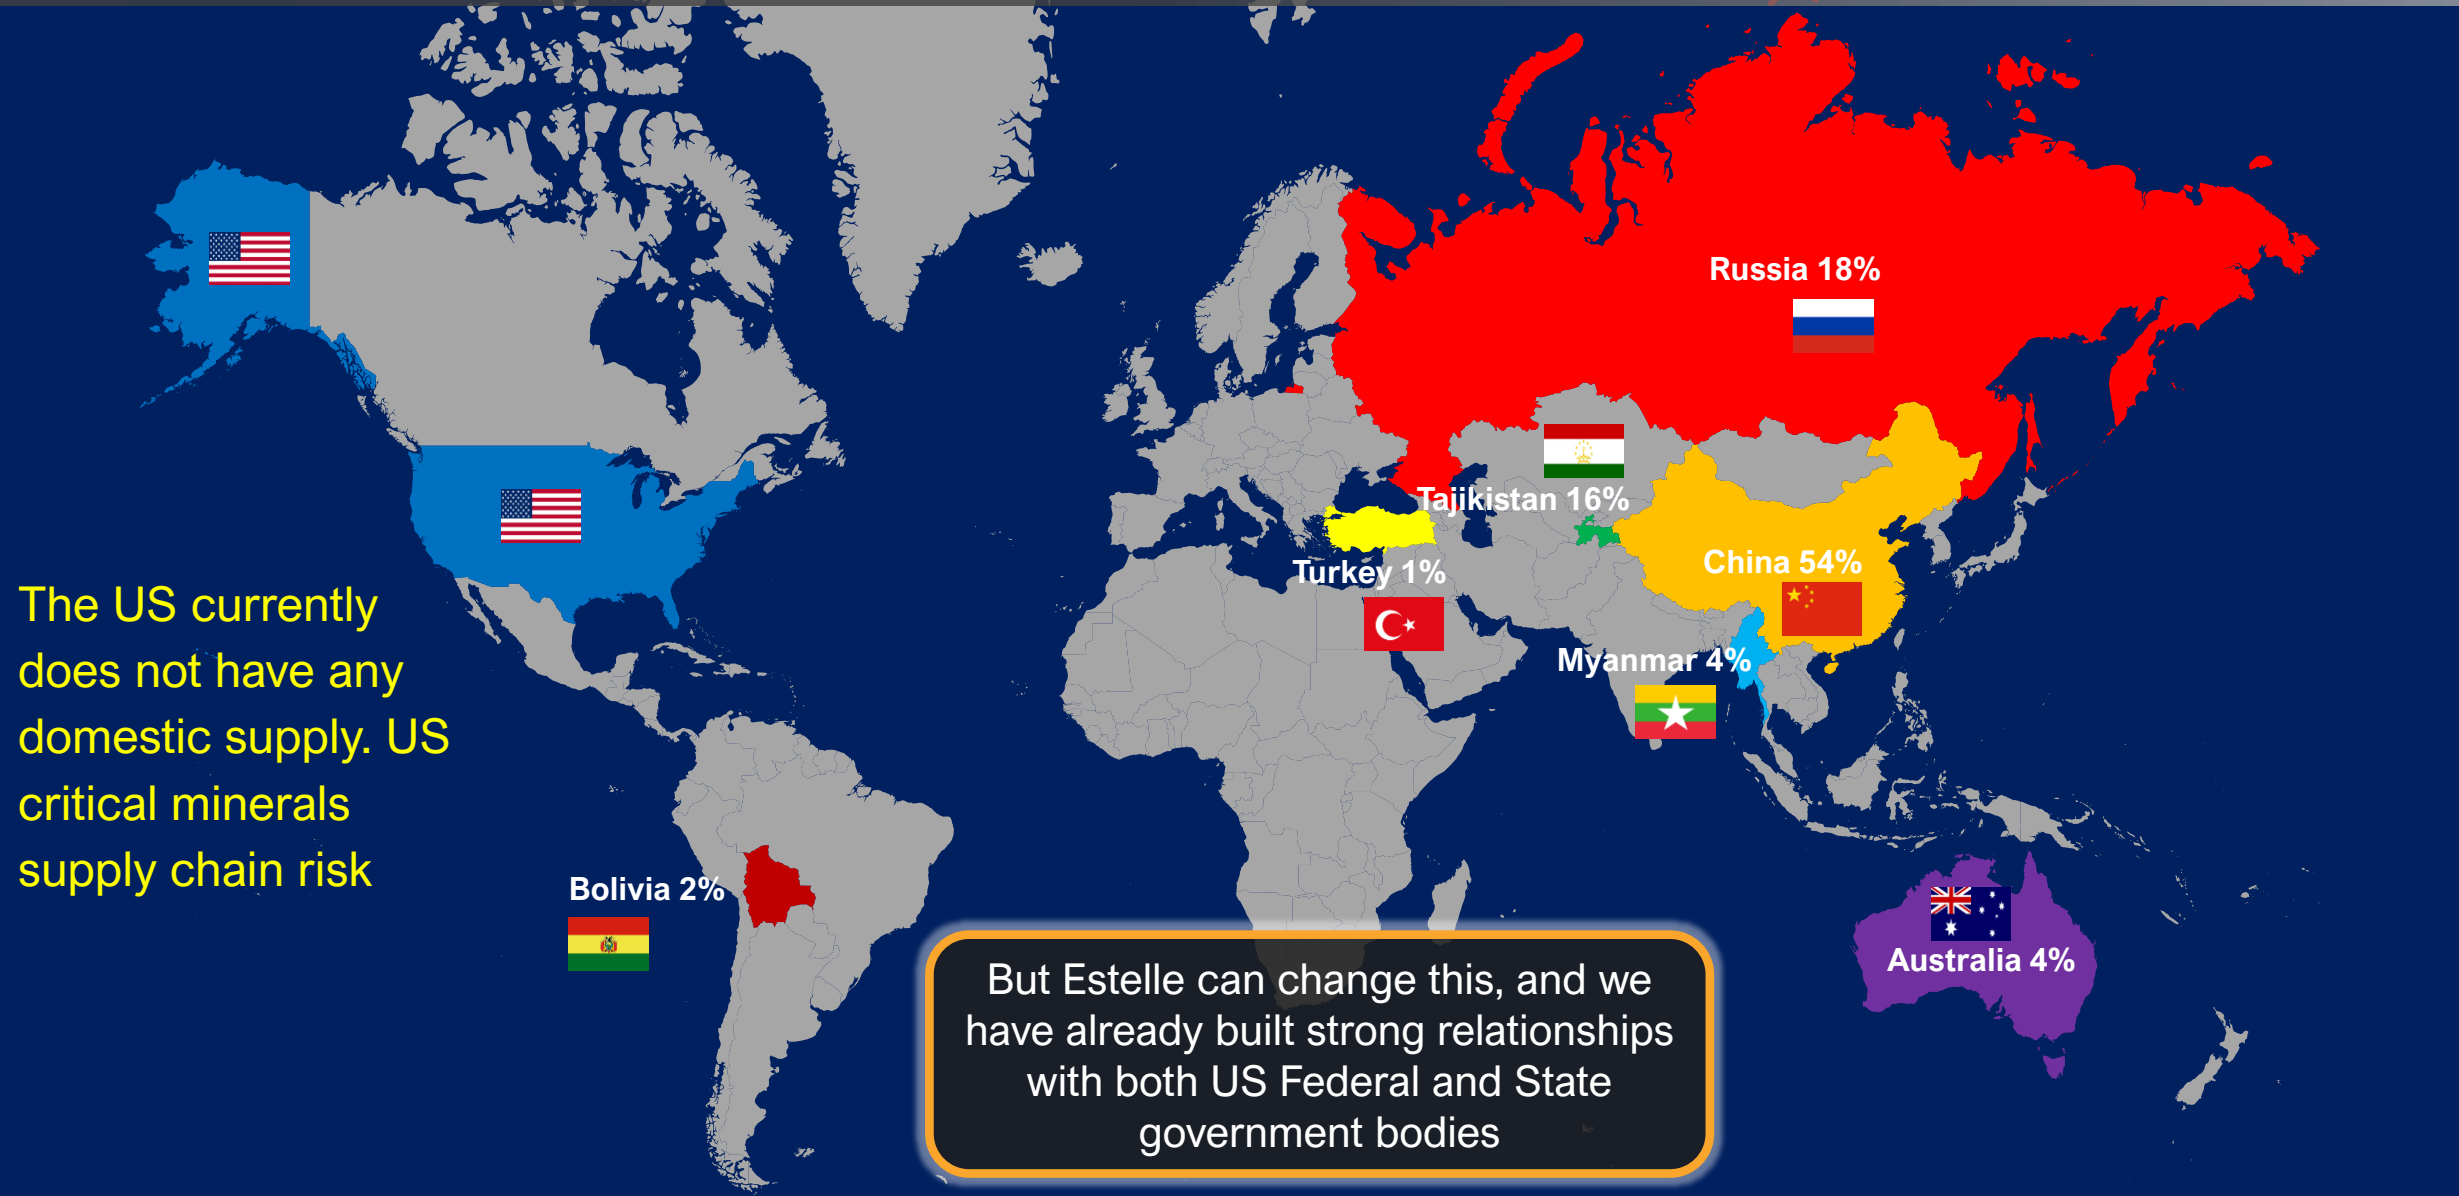 Russia 18%
Tajikistan 16%
China 54%
Turkey 1%
Myanmar 4%
The US currently
does not have any
domestic supply. US
critical minerals
supply chain risk
Bolivia 2%
Australia 4%
But Estelle can change this, and we
have already built strong relationships
with both US Federal and State
government bodies